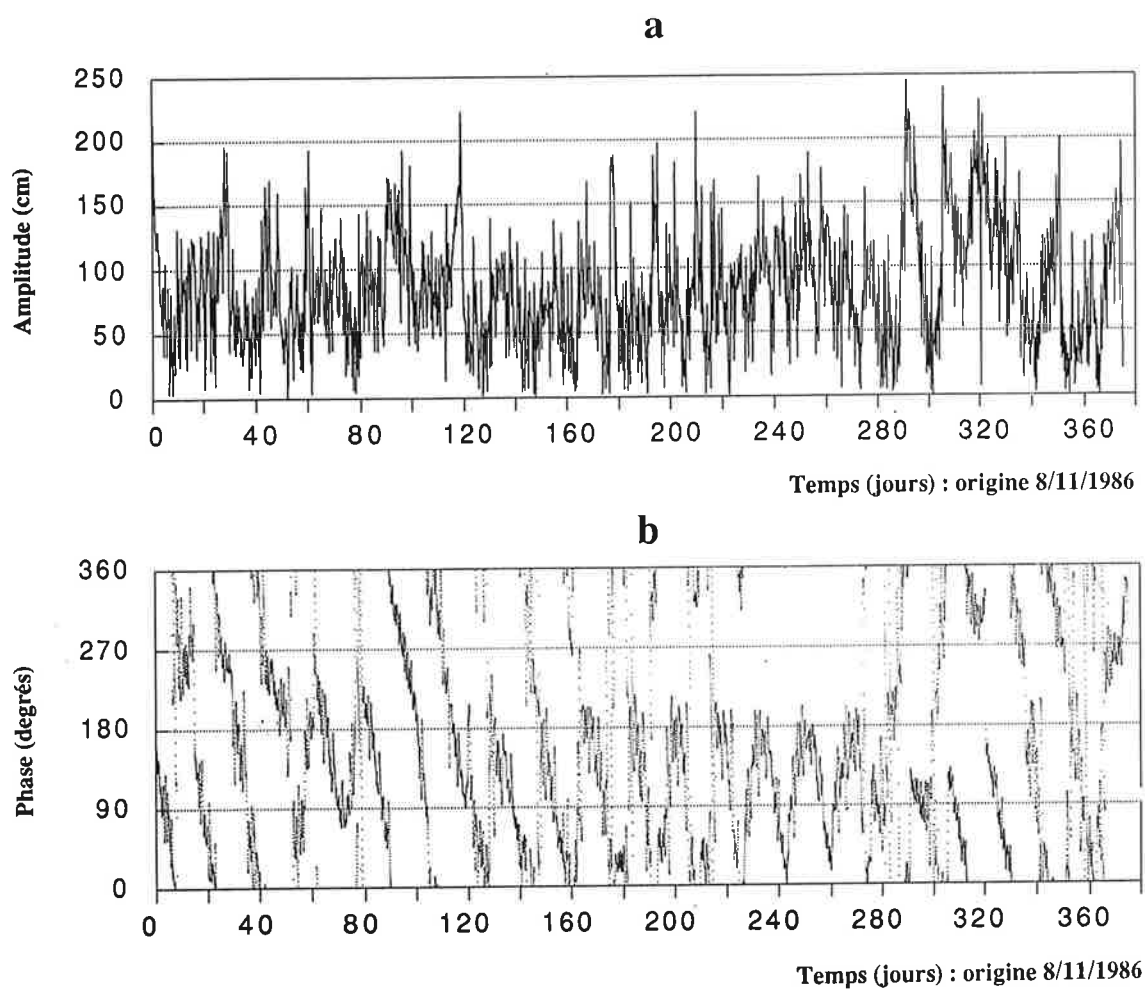 a
250
200
150
100
50
0
Amplitude (cm)
0 40 80 120 160 200 240 280 320 360
Temps (jours) : origine 8/11/1986
b
360
270
180
90
0
Phase (degrés)
0 40 80 120 160 200 240 280 320 360
Temps (jours) : origine 8/11/1986